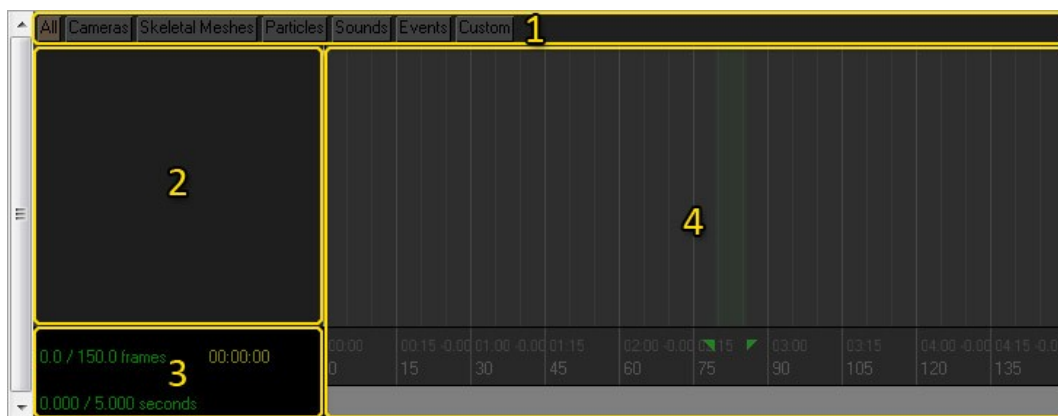 All Cameras Skeletal Meshes Particles Sounds Events Custom 1
2
4
0.0 / 150.0 frames 00:00:00
3
0.000 / 5.000 seconds
00:00 00:15 -0.00 01:00 -0.00 01:15 02:00 -0.00 15 03:00 03:15 04:00 -0.00 04:15 -0.0
0 15 30 45 60 75 90 105 120 135